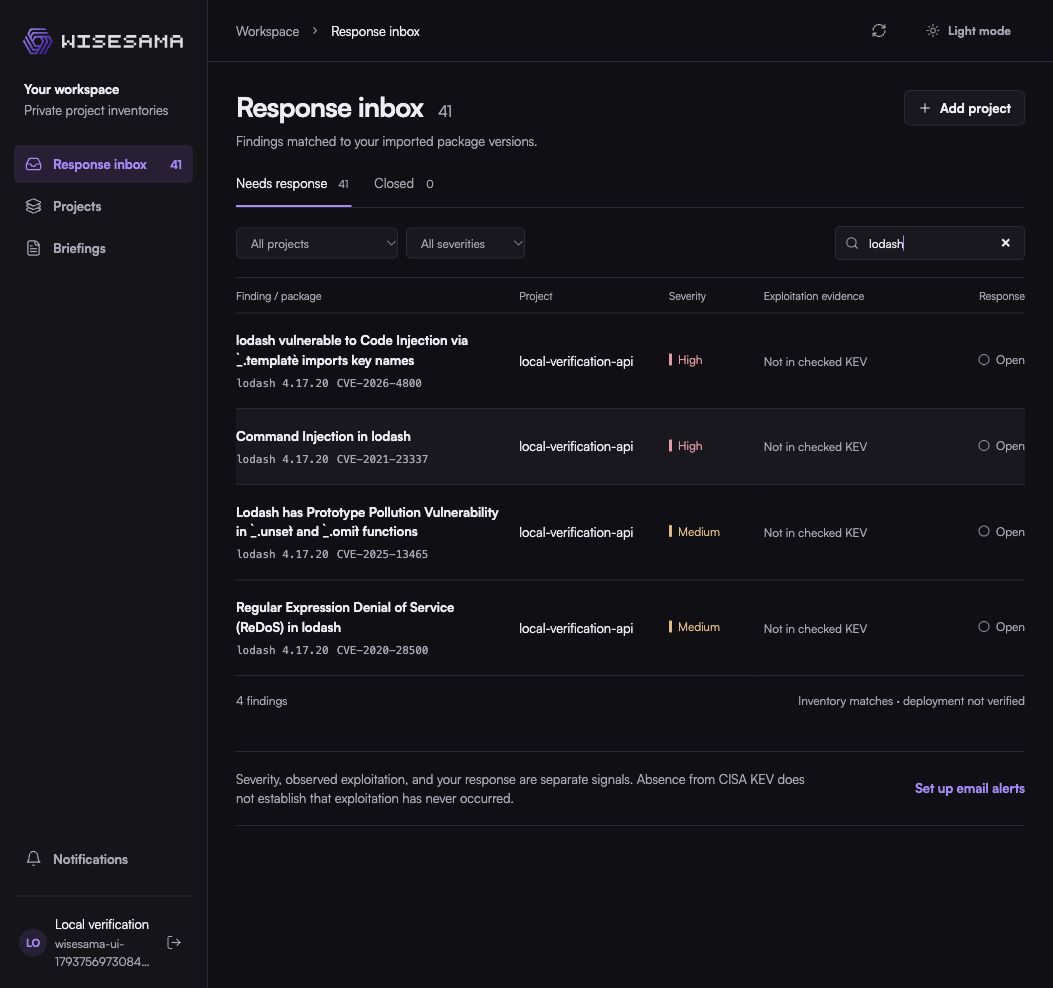 WISESAMA
Your workspace
Private project inventories
Response inbox 41
Projects
Briefings
Notifications
LO
Local verification
wisesama-ui-
1793756973084...
Workspace > Response inbox
Light mode
Response inbox 41
+ Add project
Findings matched to your imported package versions.
Needs response 41 Closed 0
All projects All severities lodash ×
Finding / package Project Severity Exploitation evidence Response
lodash vulnerable to Code Injection via
`_.template` imports key names
lodash 4.17.20 CVE-2026-4800
local-verification-api High Not in checked KEV Open
Command Injection in lodash
lodash 4.17.20 CVE-2021-23337
local-verification-api High Not in checked KEV Open
Lodash has Prototype Pollution Vulnerability
in `_.unset` and `_.omit` functions
lodash 4.17.20 CVE-2025-13465
local-verification-api Medium Not in checked KEV Open
Regular Expression Denial of Service
(ReDoS) in lodash
lodash 4.17.20 CVE-2020-28500
local-verification-api Medium Not in checked KEV Open
4 findings Inventory matches · deployment not verified
Severity, observed exploitation, and your response are separate signals. Absence from CISA KEV does
not establish that exploitation has never occurred.
Set up email alerts